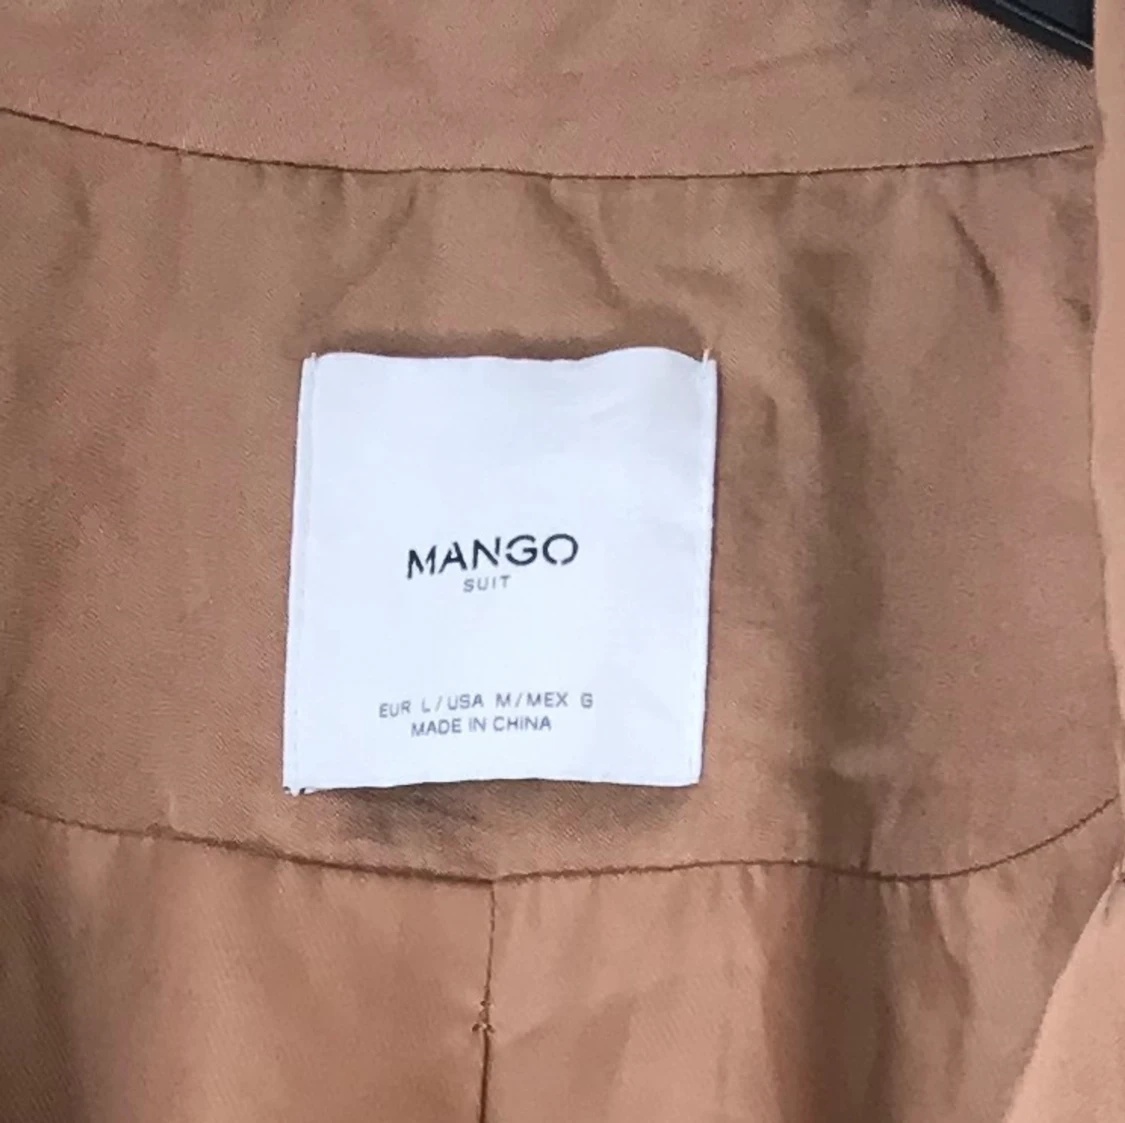 MANGO
SUIT
EUR L/USA M/MEX G
MADE IN CHINA